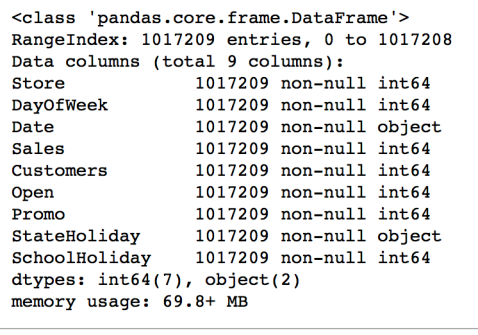 <class 'pandas.core.frame.DataFrame'>
RangeIndex: 1017209 entries, 0 to 1017208
Data columns (total 9 columns):
Store            1017209 non-null int64
DayOfWeek        1017209 non-null int64
Date             1017209 non-null object
Sales            1017209 non-null int64
Customers        1017209 non-null int64
Open             1017209 non-null int64
Promo            1017209 non-null int64
StateHoliday     1017209 non-null object
SchoolHoliday    1017209 non-null int64
dtypes: int64(7), object(2)
memory usage: 69.8+ MB